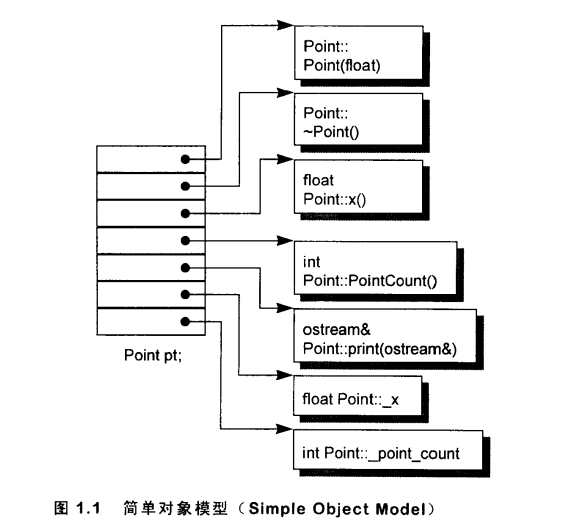 Point::
Point(float)
Point::
~Point()
float
Point::x()
int
Point::PointCount()
ostream&
Point::print(ostream&)
Point pt;
float Point::_x
int Point::_point_count
图 1.1 简单对象模型（Simple Object Model）